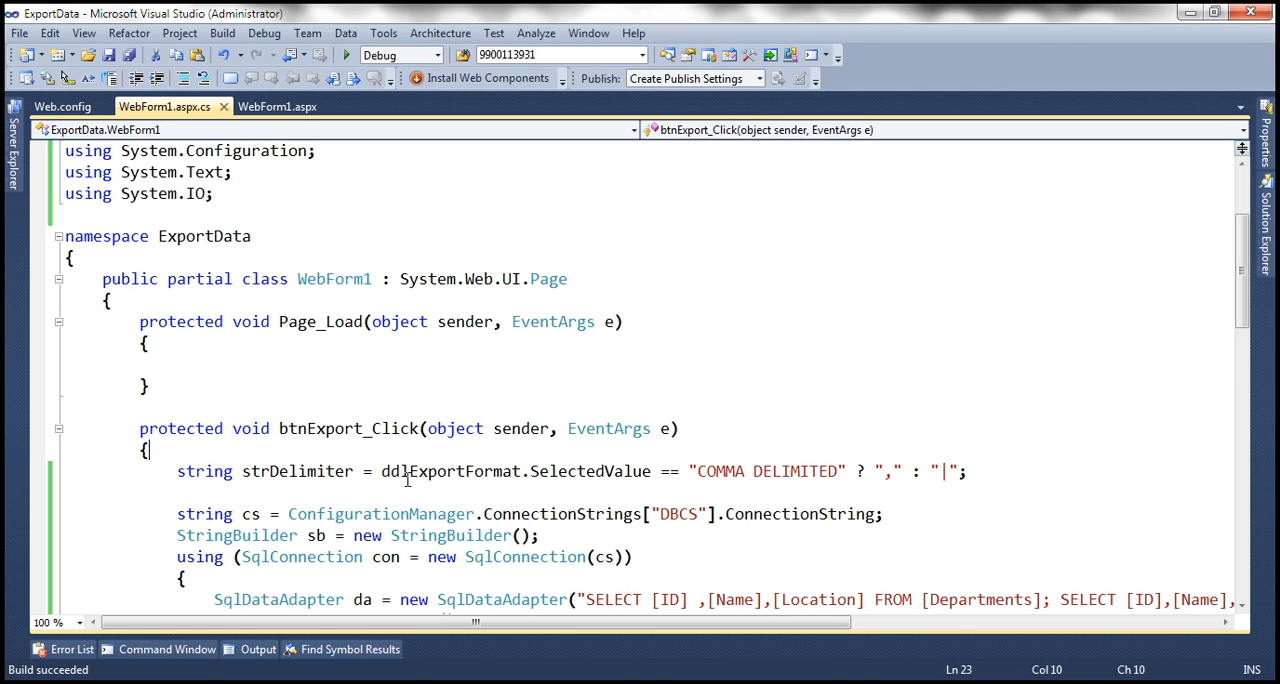 ExportData - Microsoft Visual Studio (Administrator)
File Edit View Refactor Project Build Debug Team Data Tools Architecture Test Analyze Window Help
Debug 9900113931
Install Web Components Publish: Create Publish Settings
Web.config WebForm1.aspx.cs WebForm1.aspx
ExportData.WebForm1 btnExport_Click(object sender, EventArgs e)
Server Explorer
Properties
Solution Explorer
using System.Configuration;
using System.Text;
using System.IO;
namespace ExportData
{
public partial class WebForm1 : System.Web.UI.Page
{
protected void Page_Load(object sender, EventArgs e)
{
}
protected void btnExport_Click(object sender, EventArgs e)
{
string strDelimiter = ddlExportFormat.SelectedValue == "COMMA DELIMITED" ? "," : "|";
string cs = ConfigurationManager.ConnectionStrings["DBCS"].ConnectionString;
StringBuilder sb = new StringBuilder();
using (SqlConnection con = new SqlConnection(cs))
{
SqlDataAdapter da = new SqlDataAdapter("SELECT [ID] ,[Name],[Location] FROM [Departments]; SELECT [ID],[Name],
100 %
Error List Command Window Output Find Symbol Results
Build succeeded Ln 23 Col 10 Ch 10 INS